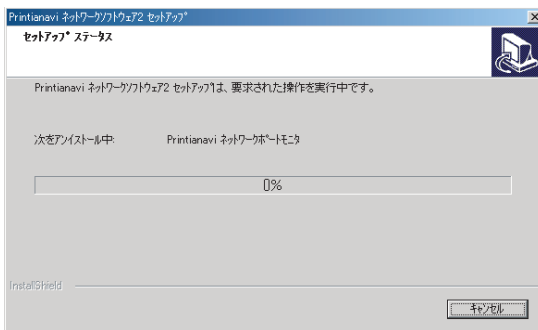 Printianavi ネットワークソフトウェア2 セットアップ
セットアップ ステータス
Printianavi ネットワークソフトウェア2 セットアップは、要求された操作を実行中です。
次をアンイストール中: Printianavi ネットワークポートモニタ
0%
InstallShield
キャンセル